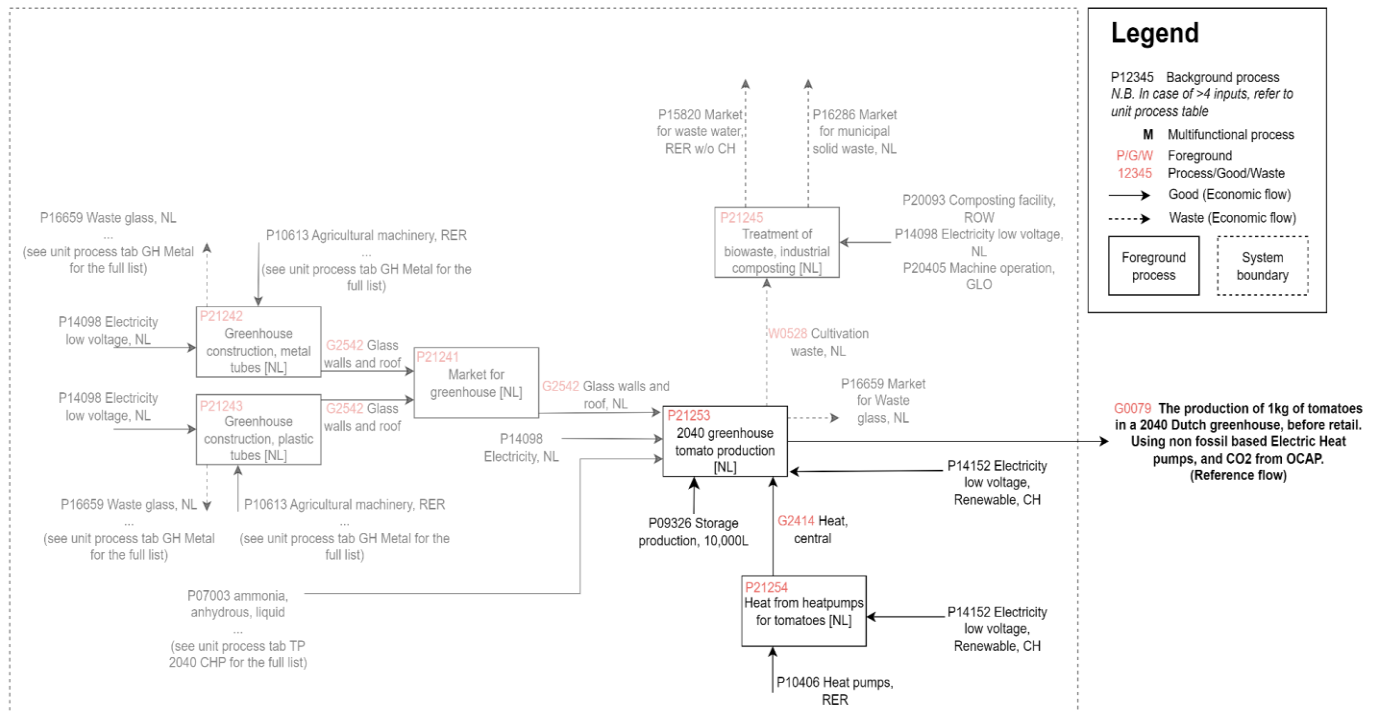 Legend
P12345 Background process
N.B. In case of >4 inputs, refer to
unit process table
M Multifunctional process
P/G/W Foreground
12345 Process/Good/Waste
Good (Economic flow)
Waste (Economic flow)
Foreground
process
System
boundary
P15820 Market
for waste water,
RER w/o CH
P16286 Market
for municipal
solid waste, NL
P21245
Treatment of
biowaste, industrial
composting [NL]
P20093 Composting facility,
ROW
P14098 Electricity low voltage,
NL
P20405 Machine operation,
GLO
P16659 Waste glass, NL
...
(see unit process tab GH Metal
for the full list)
P10613 Agricultural machinery, RER
...
(see unit process tab GH Metal for the
full list)
P14098 Electricity
low voltage, NL
P21242
Greenhouse
construction, metal
tubes [NL]
G2542 Glass
walls and roof
P21241
Market for
greenhouse [NL]
G2542 Glass walls and
roof, NL
W0528 Cultivation
waste, NL
P16659 Market
for Waste
glass, NL
P14098 Electricity
low voltage, NL
P21243
Greenhouse
construction, plastic
tubes [NL]
G2542 Glass
walls and roof
P14098
Electricity, NL
P21253
2040 greenhouse
tomato production
[NL]
G0079 The production of 1kg of tomatoes
in a 2040 Dutch greenhouse, before retail.
Using non fossil based Electric Heat
pumps, and CO2 from OCAP.
(Reference flow)
P14152 Electricity
low voltage,
Renewable, CH
P16659 Waste glass, NL
...
(see unit process tab GH Metal
for the full list)
P10613 Agricultural machinery, RER
...
(see unit process tab GH Metal for the
full list)
P09326 Storage
production, 10,000L
G2414 Heat,
central
P07003 ammonia,
anhydrous, liquid
...
(see unit process tab TP
2040 CHP for the full list)
P21254
Heat from heatpumps
for tomatoes [NL]
P14152 Electricity
low voltage,
Renewable, CH
P10406 Heat pumps,
RER